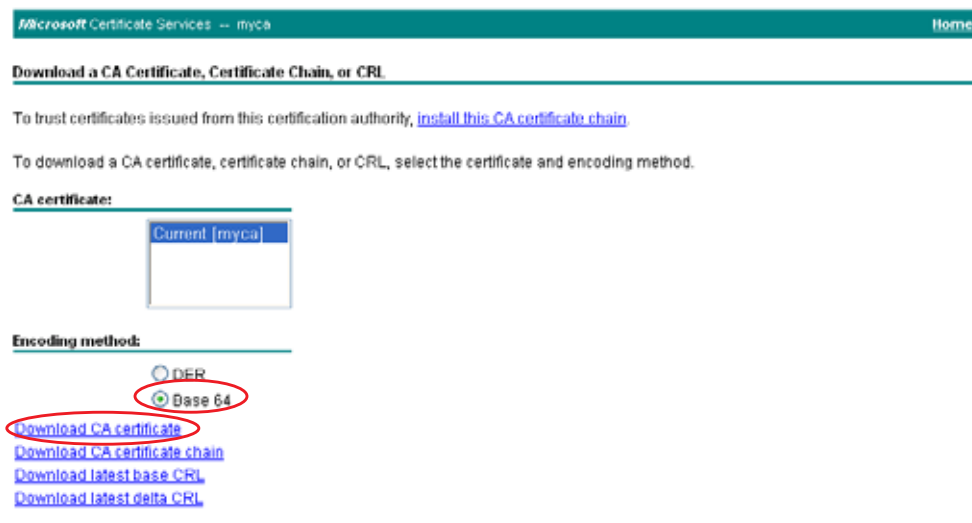 Microsoft Certificate Services -- myca Home
Download a CA Certificate, Certificate Chain, or CRL
To trust certificates issued from this certification authority, install this CA certificate chain.
To download a CA certificate, certificate chain, or CRL, select the certificate and encoding method.
CA certificate:
Current [myca]
Encoding method:
DER
Base 64
Download CA certificate
Download CA certificate chain
Download latest base CRL
Download latest delta CRL